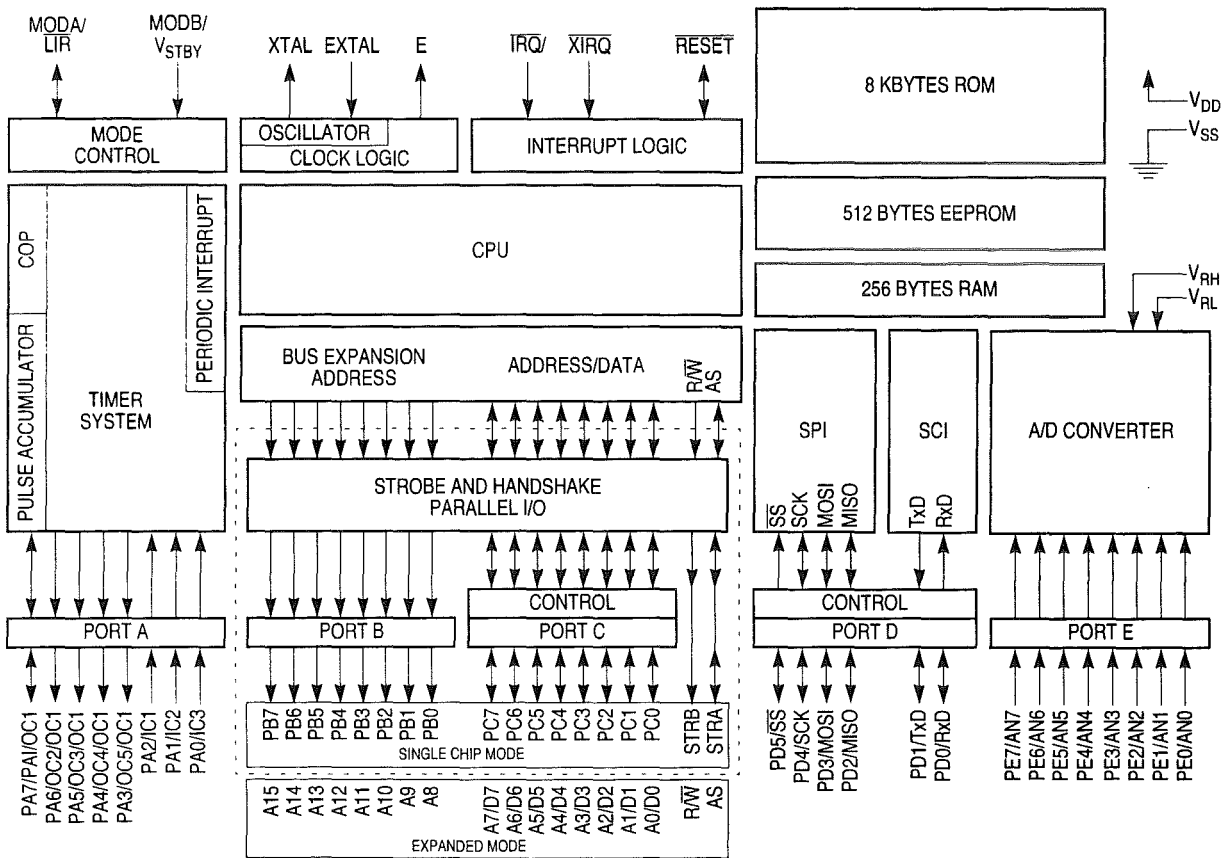 MODA/
LIR
MODB/
VSTBY
XTAL
EXTAL
E
IRQ/
XIRQ
RESET
8 KBYTES ROM
VDD
VSS
MODE
CONTROL
OSCILLATOR
CLOCK LOGIC
INTERRUPT LOGIC
COP
PULSE ACCUMULATOR
TIMER
SYSTEM
PERIODIC INTERRUPT
CPU
512 BYTES EEPROM
256 BYTES RAM
VRH
VRL
BUS EXPANSION
ADDRESS
ADDRESS/DATA
R/W
AS
STROBE AND HANDSHAKE
PARALLEL I/O
SPI
SS
SCK
MOSI
MISO
SCI
TxD
RxD
A/D CONVERTER
PORT A
PORT B
CONTROL
PORT C
CONTROL
PORT D
PORT E
PA7/PAI/OC1
PA6/OC2/OC1
PA5/OC3/OC1
PA4/OC4/OC1
PA3/OC5/OC1
PA2/IC1
PA1/IC2
PA0/IC3
PB7
PB6
PB5
PB4
PB3
PB2
PB1
PB0
PC7
PC6
PC5
PC4
PC3
PC2
PC1
PC0
STRB
STRA
SINGLE CHIP MODE
PD5/SS
PD4/SCK
PD3/MOSI
PD2/MISO
PD1/TxD
PD0/RxD
PE7/AN7
PE6/AN6
PE5/AN5
PE4/AN4
PE3/AN3
PE2/AN2
PE1/AN1
PE0/AN0
A15
A14
A13
A12
A11
A10
A9
A8
A7/D7
A6/D6
A5/D5
A4/D4
A3/D3
A2/D2
A1/D1
A0/D0
R/W
AS
EXPANDED MODE